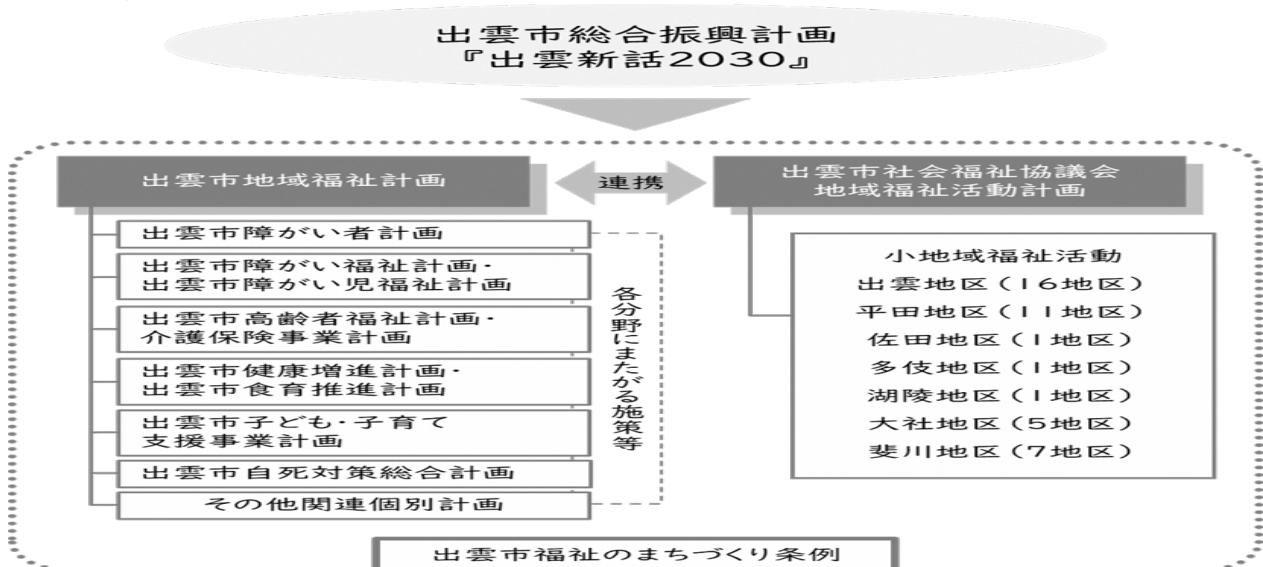 出雲市総合振興計画
『出雲新話2030』
出雲市地域福祉計画
連携
出雲市社会福祉協議会
地域福祉活動計画
出雲市障がい者計画
出雲市障がい福祉計画・
出雲市障がい児福祉計画
出雲市高齢者福祉計画・
介護保険事業計画
出雲市健康増進計画・
出雲市食育推進計画
出雲市子ども・子育て
支援事業計画
出雲市自死対策総合計画
その他関連個別計画
各分野にまたがる施策等
小地域福祉活動
出雲地区(16地区)
平田地区(11地区)
佐田地区(1地区)
多伎地区(1地区)
湖陵地区(1地区)
大社地区(5地区)
斐川地区(7地区)
出雲市福祉のまちづくり条例